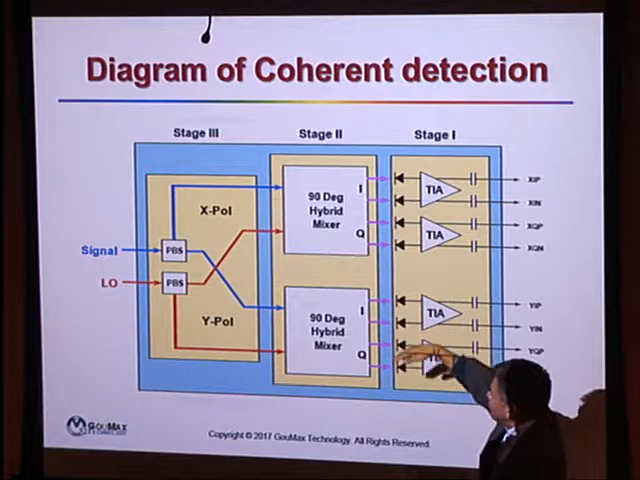 Diagram of Coherent detection
Stage III
Stage II
Stage I
X-Pol
PBS
Signal
PBS
LO
Y-Pol
90 Deg
Hybrid
Mixer
I
Q
90 Deg
Hybrid
Mixer
I
Q
TIA
TIA
TIA
XIP
XIN
XQP
XQN
YIP
YIN
YQP
GOUMAX
TECHNOLOGY
Copyright © 2017 GouMax Technology. All Rights Reserved.